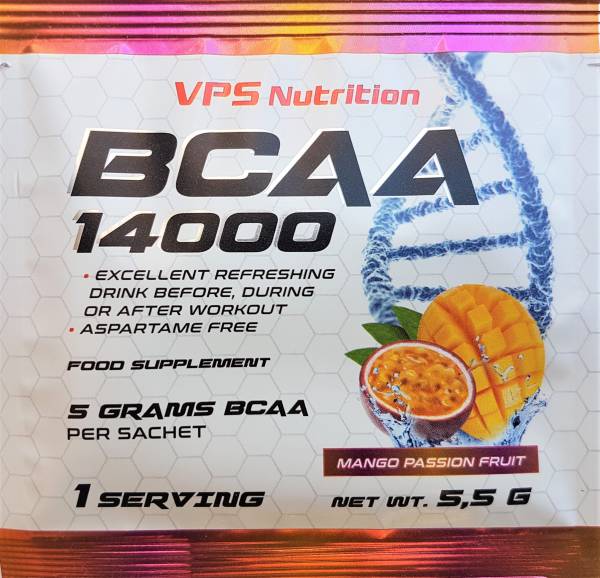 VPS Nutrition
BCAA
14000
• EXCELLENT REFRESHING
DRINK BEFORE, DURING
OR AFTER WORKOUT
• ASPARTAME FREE
FOOD SUPPLEMENT
5 GRAMS BCAA
PER SACHET
MANGO PASSION FRUIT
1 SERVING
NET WT. 5,5 G